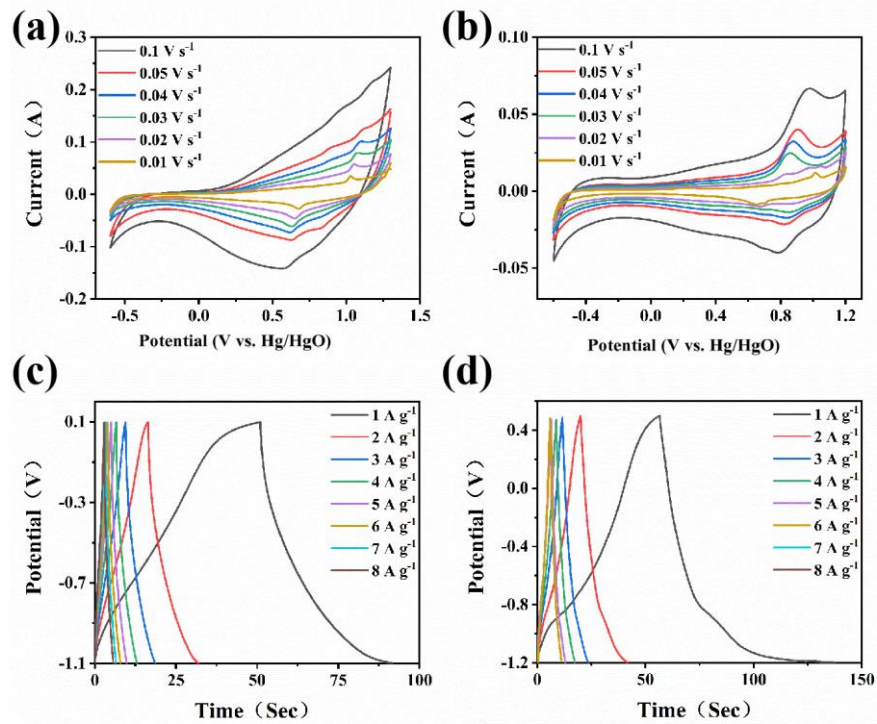 (a)
0.3
0.2
0.1
0.0
-0.1
-0.2
Current（A）
0.1 V s⁻¹
0.05 V s⁻¹
0.04 V s⁻¹
0.03 V s⁻¹
0.02 V s⁻¹
0.01 V s⁻¹
-0.5 0.0 0.5 1.0 1.5
Potential (V vs. Hg/HgO)
(b)
0.10
0.05
0.00
-0.05
Current（A）
0.1 V s⁻¹
0.05 V s⁻¹
0.04 V s⁻¹
0.03 V s⁻¹
0.02 V s⁻¹
0.01 V s⁻¹
-0.4 0.0 0.4 0.8 1.2
Potential (V vs. Hg/HgO)
(c)
0.1
-0.3
-0.7
-1.1
Potential（V）
1 A g⁻¹
2 A g⁻¹
3 A g⁻¹
4 A g⁻¹
5 A g⁻¹
6 A g⁻¹
7 A g⁻¹
8 A g⁻¹
0 25 50 75 100
Time（Sec）
(d)
0.4
0.0
-0.4
-0.8
-1.2
Potential（V）
1 A g⁻¹
2 A g⁻¹
3 A g⁻¹
4 A g⁻¹
5 A g⁻¹
6 A g⁻¹
7 A g⁻¹
8 A g⁻¹
0 50 100 150
Time（Sec）